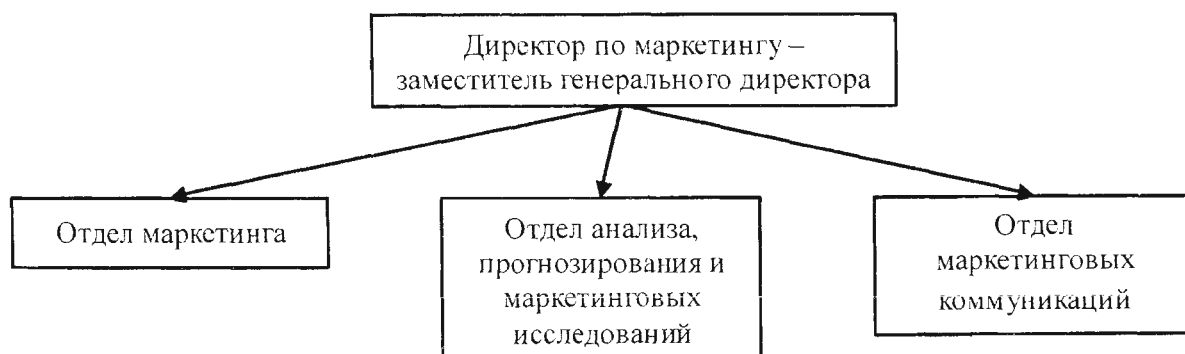 Директор по маркетингу –
заместитель генерального директора
Отдел маркетинга
Отдел анализа,
прогнозирования и
маркетинговых
исследований
Отдел
маркетинговых
коммуникаций